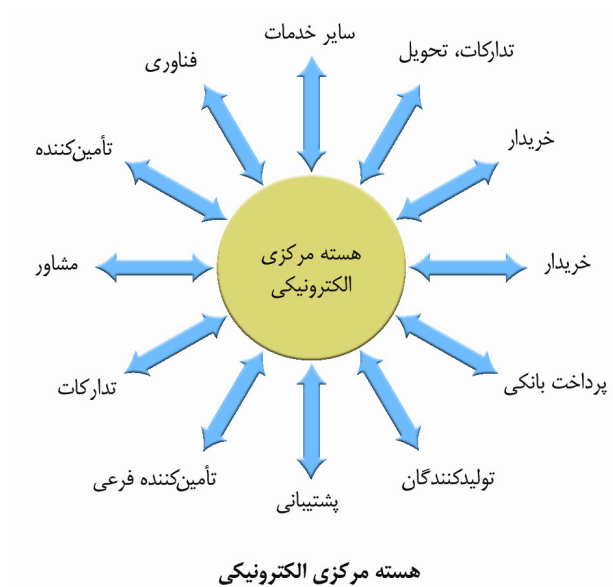 سایر خدمات
تدارکات، تحویل
فناوری
خریدار
تأمین‌کننده
هسته مرکزی
الکترونیکی
خریدار
مشاور
پرداخت بانکی
تدارکات
تولیدکنندگان
تأمین‌کننده فرعی
پشتیبانی
هسته مرکزی الکترونیکی